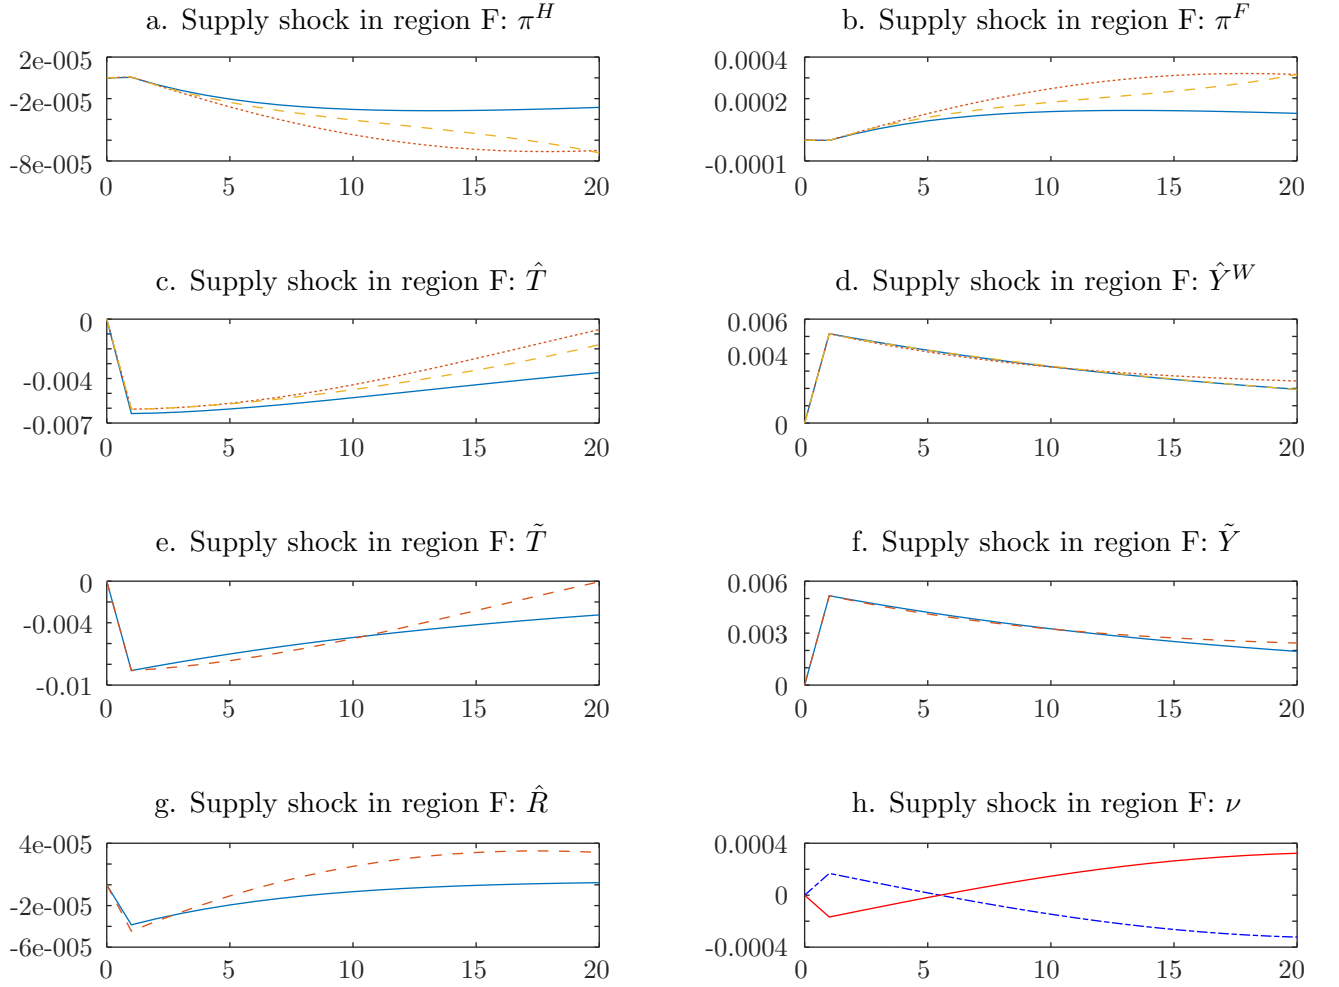 a. Supply shock in region F: π^H
2e-005
-2e-005
-8e-005
0 5 10 15 20
b. Supply shock in region F: π^F
0.0004
0.0002
-0.0001
0 5 10 15 20
c. Supply shock in region F: T̂
0
-0.004
-0.007
0 5 10 15 20
d. Supply shock in region F: Ŷ^W
0.006
0.004
0
0 5 10 15 20
e. Supply shock in region F: T̃
0
-0.004
-0.01
0 5 10 15 20
f. Supply shock in region F: Ỹ
0.006
0.003
0
0 5 10 15 20
g. Supply shock in region F: R̂
4e-005
-2e-005
-6e-005
0 5 10 15 20
h. Supply shock in region F: ν
0.0004
0
-0.0004
0 5 10 15 20